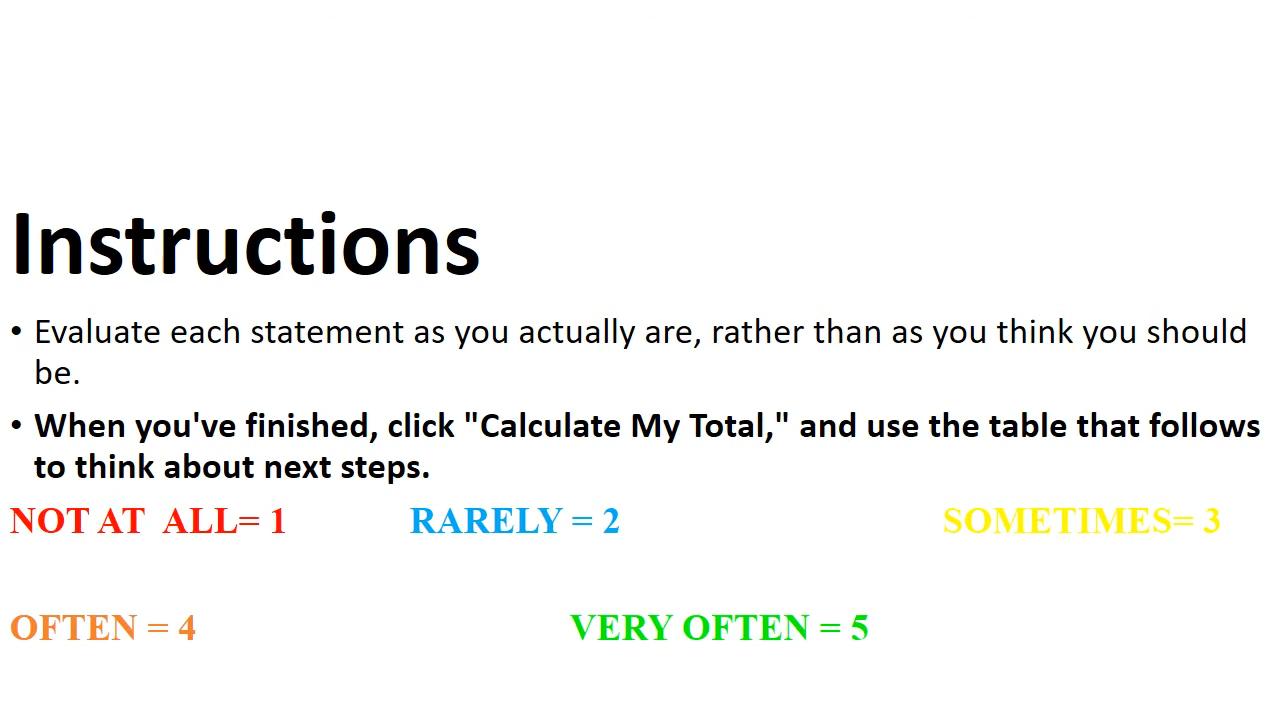 Instructions
• Evaluate each statement as you actually are, rather than as you think you should
be.
• When you've finished, click "Calculate My Total," and use the table that follows
to think about next steps.
NOT AT  ALL= 1 RARELY = 2 SOMETIMES= 3
OFTEN = 4 VERY OFTEN = 5